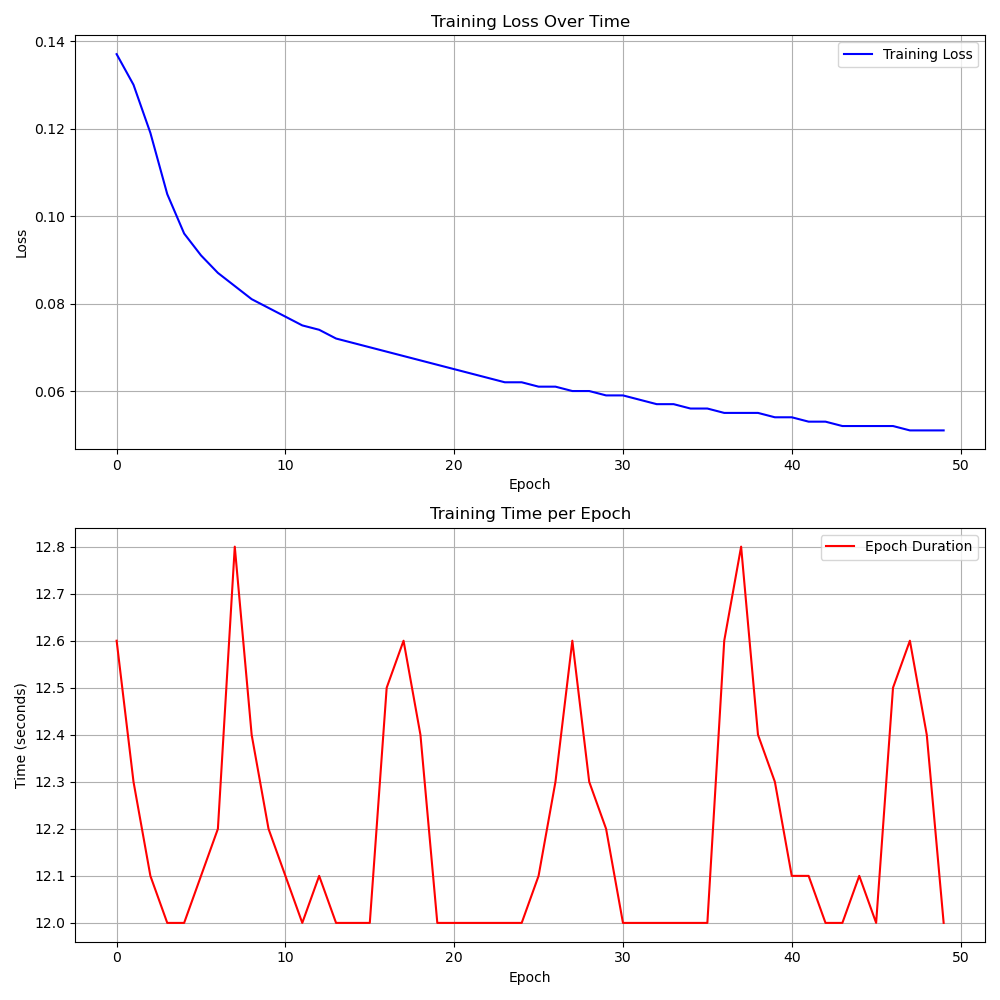 Training Loss Over Time
0.14
0.12
0.10
0.08
0.06
Loss
Training Loss
0 10 20 30 40 50
Epoch
Training Time per Epoch
12.8
12.7
12.6
12.5
12.4
12.3
12.2
12.1
12.0
Time (seconds)
Epoch Duration
0 10 20 30 40 50
Epoch